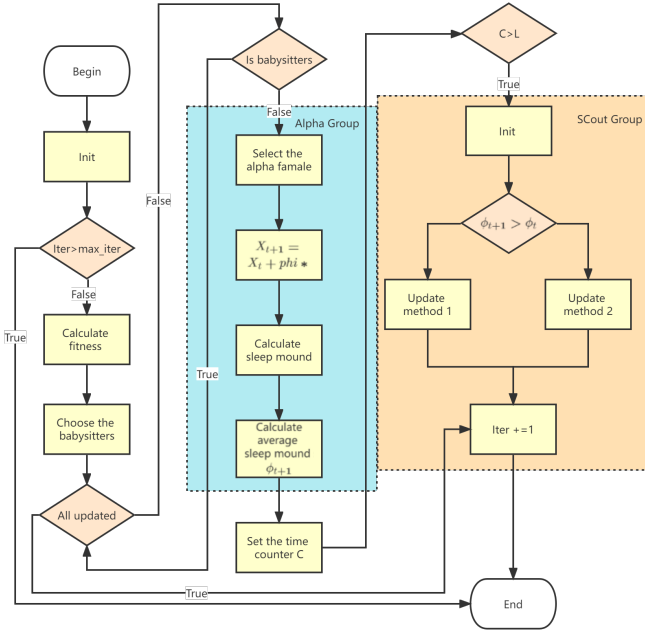 Begin
Init
Iter>max_iter
False
True
Calculate
fitness
Choose the
babysitters
All updated
False
True
Is babysitters
False
True
Alpha Group
Select the
alpha famale
X_{t+1} =
X_t + phi *
Calculate
sleep mound
Calculate
average
sleep mound
ϕ_{t+1}
Set the time
counter C
C>L
True
SCout Group
Init
ϕ_{t+1} > ϕ_t
Update
method 1
Update
method 2
Iter +=1
End